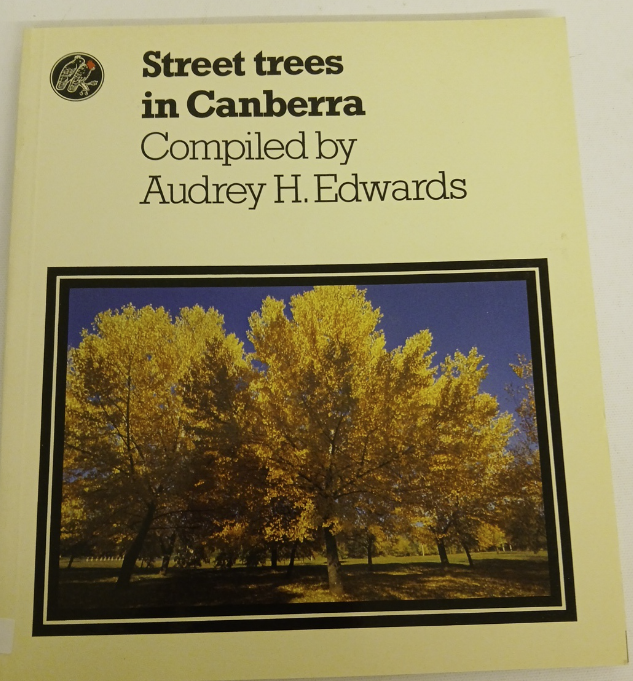 Street trees
in Canberra
Compiled by
Audrey H. Edwards